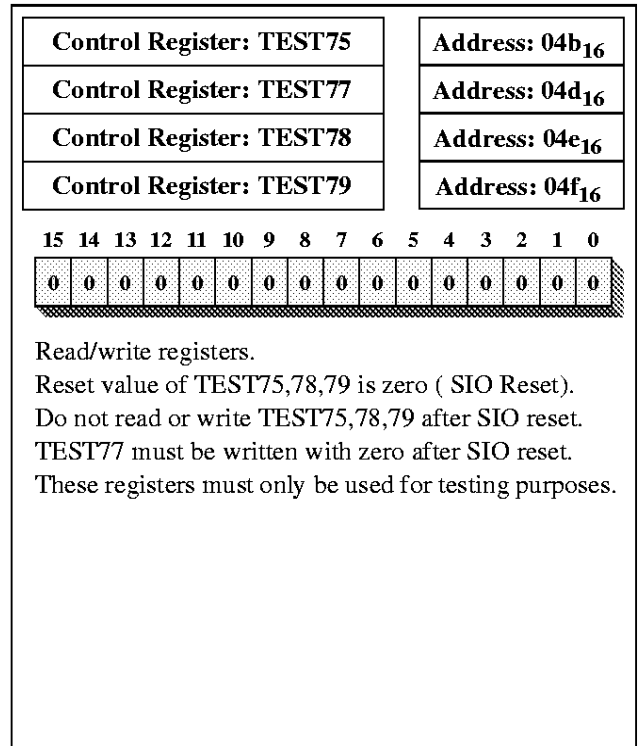 Control Register: TEST75 Address: 04b16
Control Register: TEST77 Address: 04d16
Control Register: TEST78 Address: 04e16
Control Register: TEST79 Address: 04f16
15 14 13 12 11 10 9 8 7 6 5 4 3 2 1 0
0 0 0 0 0 0 0 0 0 0 0 0 0 0 0 0
Read/write registers.
Reset value of TEST75,78,79 is zero ( SIO Reset).
Do not read or write TEST75,78,79 after SIO reset.
TEST77 must be written with zero after SIO reset.
These registers must only be used for testing purposes.